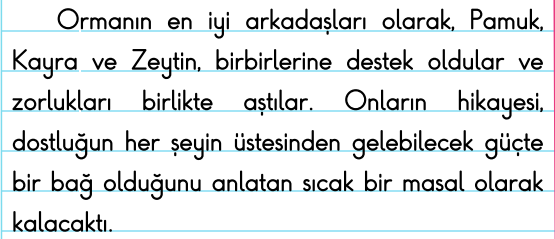 Ormanın en iyi arkadaşları olarak, Pamuk,
Kayra ve Zeytin, birbirlerine destek oldular ve
zorlukları birlikte aştılar. Onların hikayesi,
dostluğun her şeyin üstesinden gelebilecek güçte
bir bağ olduğunu anlatan sıcak bir masal olarak
kalacaktı.